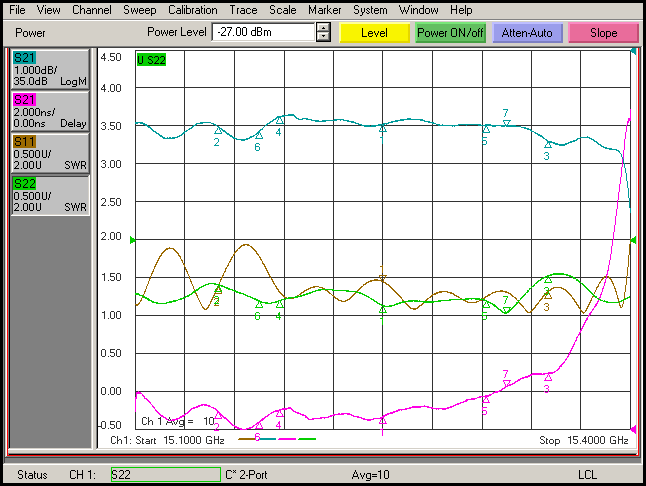 File View Channel Sweep Calibration Trace Scale Marker System Window Help
Power Power Level -27.00 dBm Level Power ON/off Atten-Auto Slope
S21
1.000dB/
35.0dB LogM
S21
2.000ns/
0.00ns Delay
S11
0.500U/
2.00U SWR
S22
0.500U/
2.00U SWR
U S22
4.50
4.00
3.50
3.00
2.50
2.00
1.50
1.00
0.50
0.00
-0.50
2 6 4 1 5 7 3
2 6 4 1 5 7 3
2 6 4 1 5 7 3
Ch 1 Avg = 10
Ch1: Start 15.1000 GHz Stop 15.4000 GHz
Status CH 1: S22 C* 2-Port Avg=10 LCL